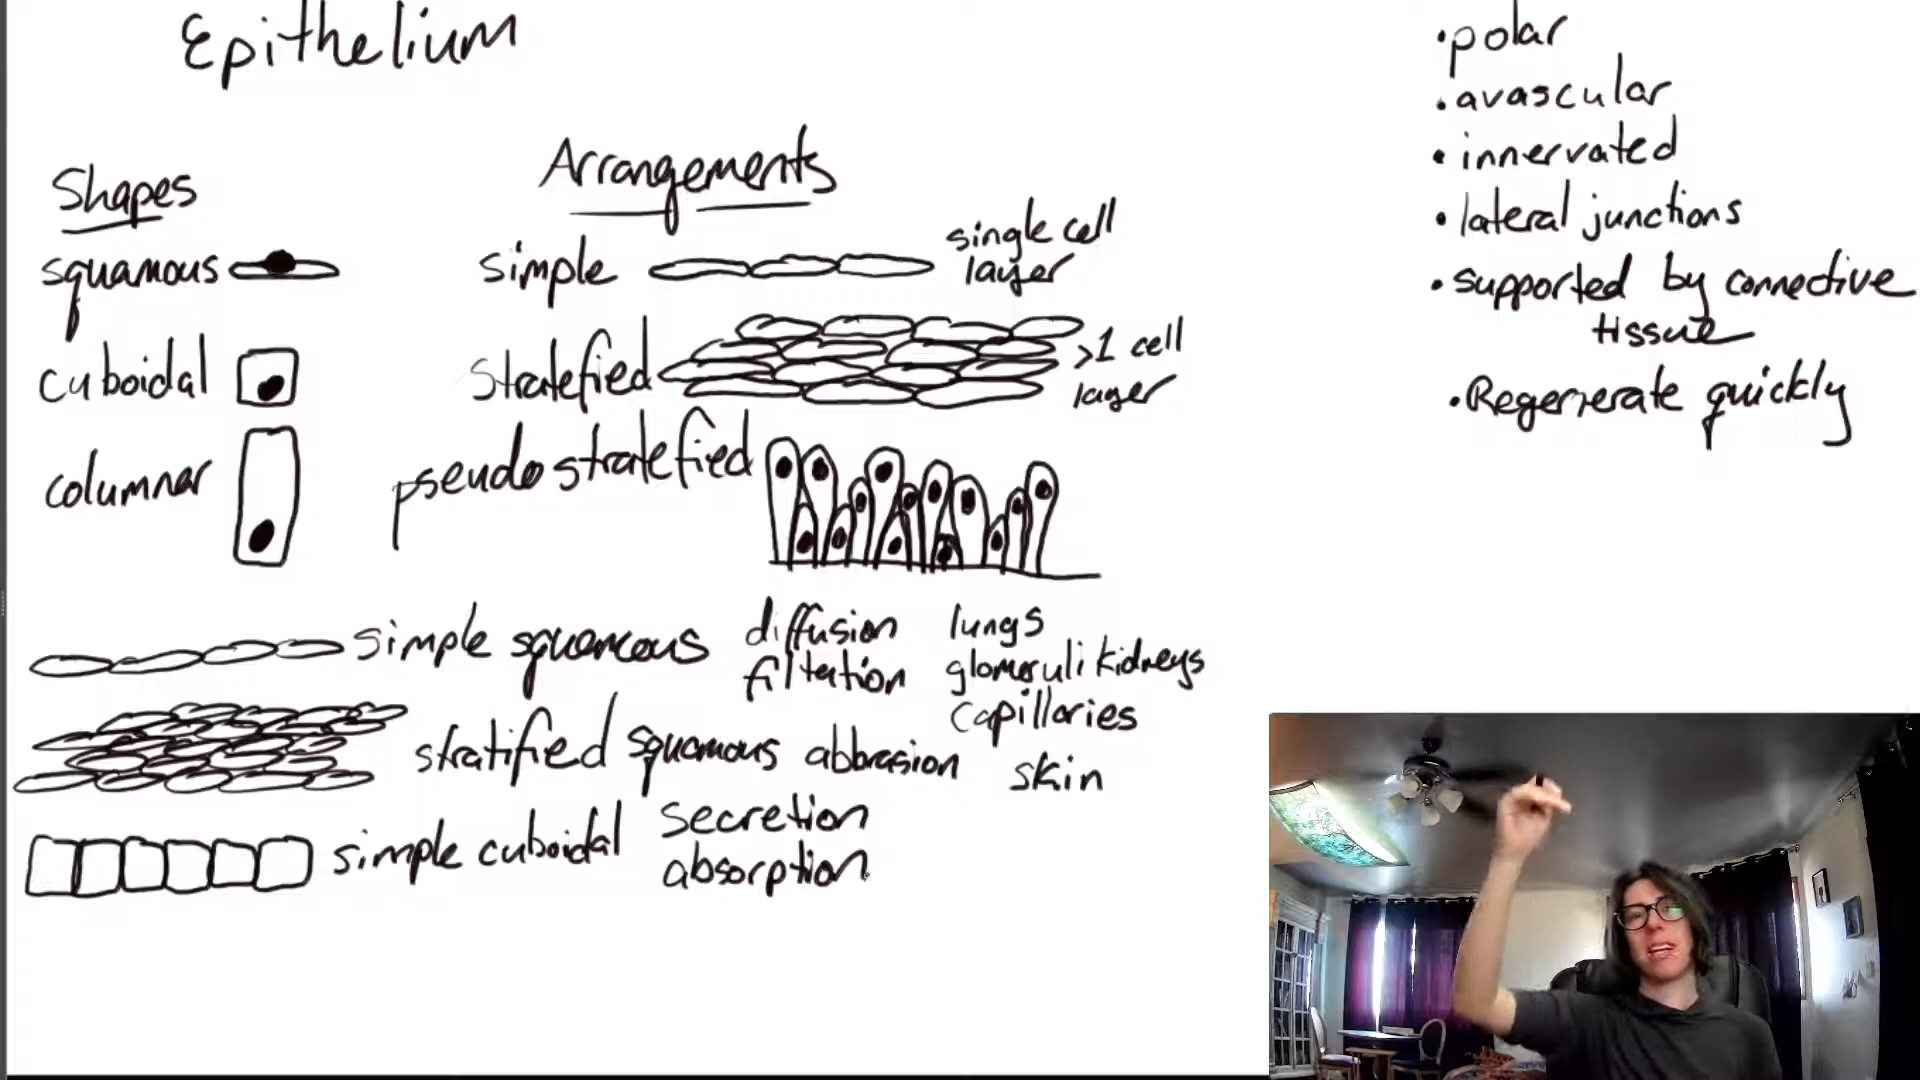 Epithelium
Shapes
squamous
cuboidal
columnar
Arrangements
simple
single cell
layer
stratefied
>1 cell
layer
pseudostratefied
simple squamous
diffusion
filtration
lungs
glomeruli kidneys
capillaries
stratified squamous
abbrasion
skin
simple cuboidal
secretion
absorption
• polar
• avascular
• innervated
• lateral junctions
• supported by connective
tissue
• Regenerate quickly